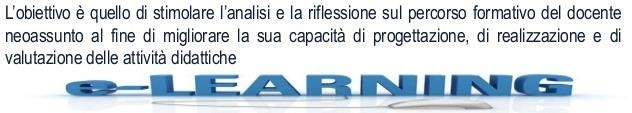 L’obiettivo è quello di stimolare l’analisi e la riflessione sul percorso formativo del docente
neoassunto al fine di migliorare la sua capacità di progettazione, di realizzazione e di
valutazione delle attività didattiche
e-LEARNING